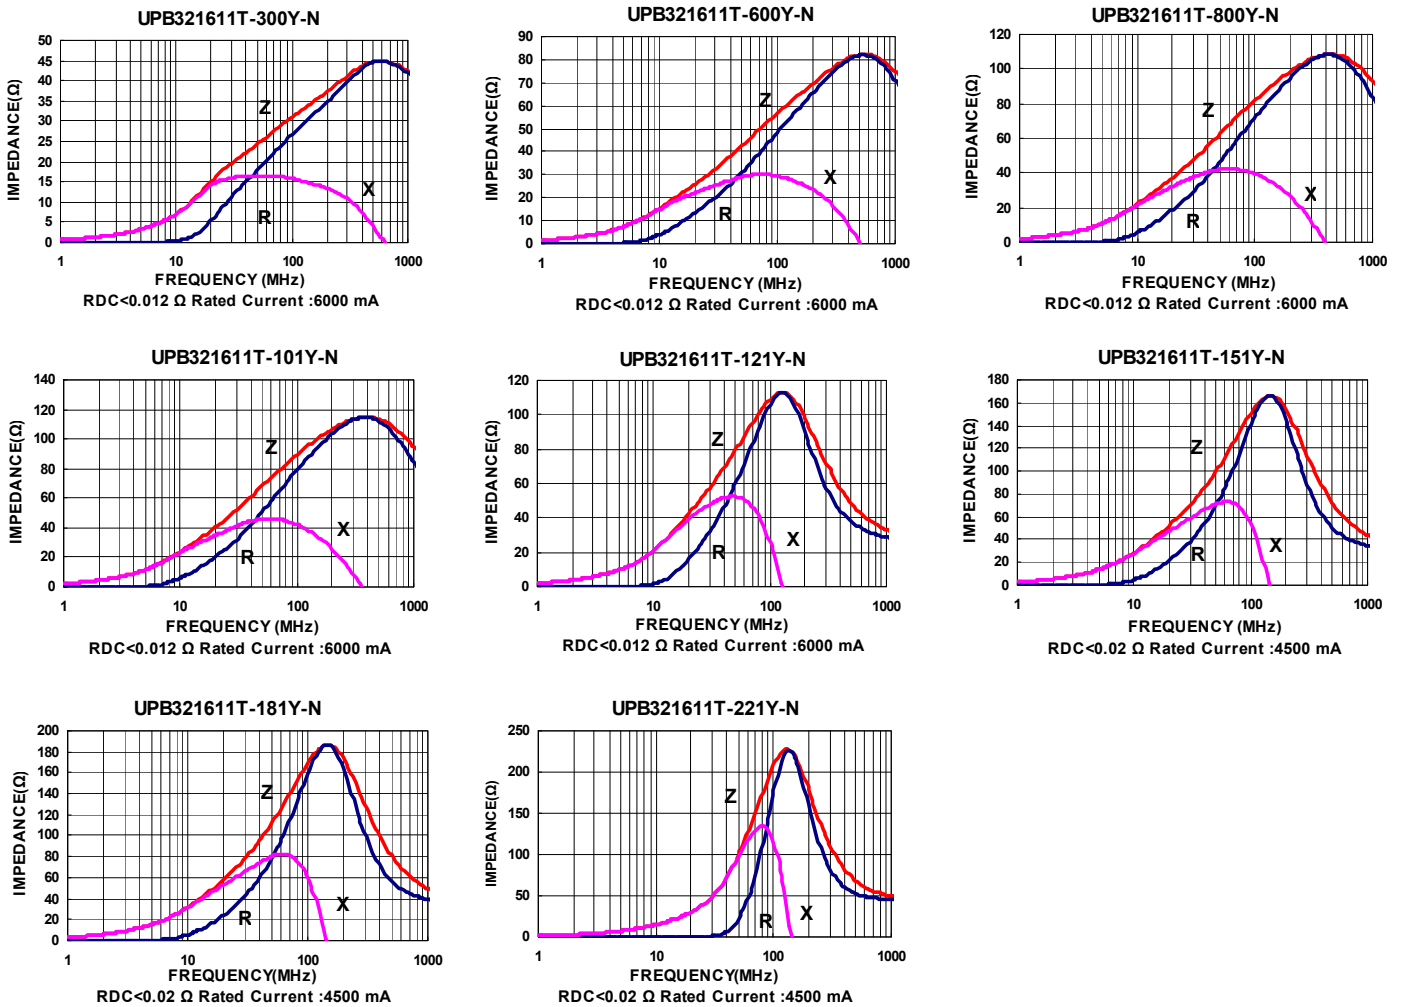 UPB321611T-300Y-N
IMPEDANCE(Ω)
50
45
40
35
30
25
20
15
10
5
0
Z
X
R
1
10
100
1000
FREQUENCY (MHz)
RDC<0.012 Ω Rated Current :6000 mA
UPB321611T-600Y-N
IMPEDANCE(Ω)
90
80
70
60
50
40
30
20
10
0
Z
X
R
1
10
100
1000
FREQUENCY (MHz)
RDC<0.012 Ω Rated Current :6000 mA
UPB321611T-800Y-N
IMPEDANCE(Ω)
120
100
80
60
40
20
0
Z
X
R
1
10
100
1000
FREQUENCY (MHz)
RDC<0.012 Ω Rated Current :6000 mA
UPB321611T-101Y-N
IMPEDANCE(Ω)
140
120
100
80
60
40
20
0
Z
X
R
1
10
100
1000
FREQUENCY (MHz)
RDC<0.012 Ω Rated Current :6000 mA
UPB321611T-121Y-N
IMPEDANCE(Ω)
120
100
80
60
40
20
0
Z
X
R
1
10
100
1000
FREQUENCY (MHz)
RDC<0.012 Ω Rated Current :6000 mA
UPB321611T-151Y-N
IMPEDANCE(Ω)
180
160
140
120
100
80
60
40
20
0
Z
X
R
1
10
100
1000
FREQUENCY (MHz)
RDC<0.02 Ω Rated Current :4500 mA
UPB321611T-181Y-N
IMPEDANCE(Ω)
200
180
160
140
120
100
80
60
40
20
0
Z
X
R
1
10
100
1000
FREQUENCY(MHz)
RDC<0.02 Ω Rated Current :4500 mA
UPB321611T-221Y-N
IMPEDANCE(Ω)
250
200
150
100
50
0
Z
X
R
1
10
100
1000
FREQUENCY(MHz)
RDC<0.02 Ω Rated Current :4500 mA